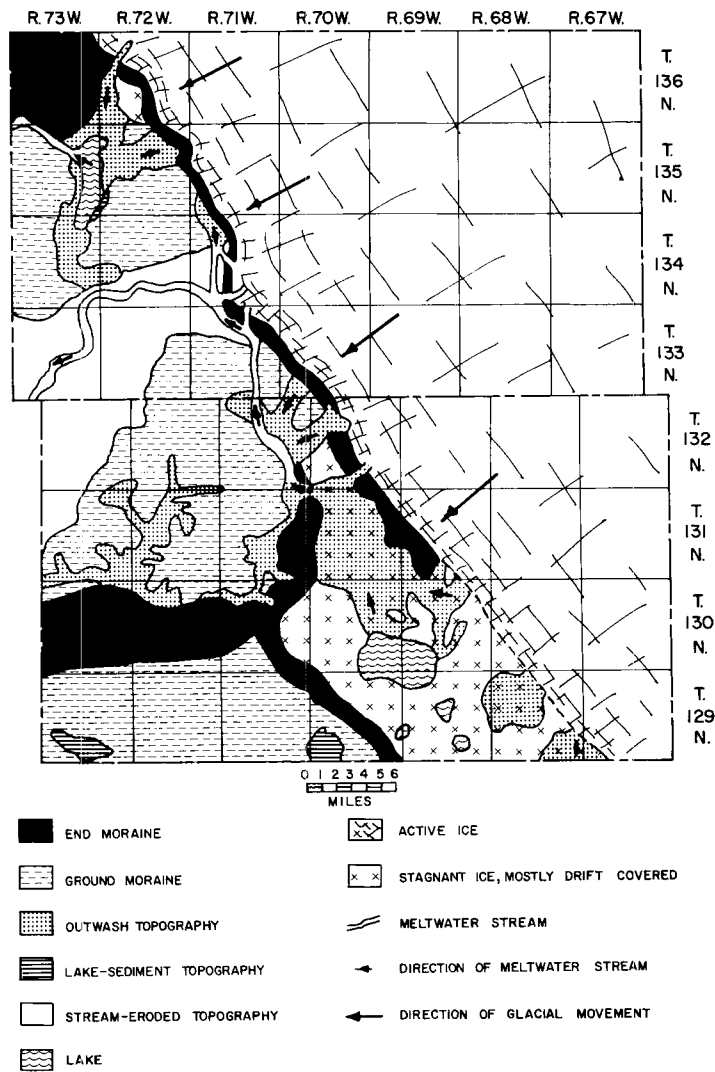 R.73W. R.72W. R.71W. R.70W. R.69W. R.68W. R.67W.
T.
136
N.
T.
135
N.
T.
134
N.
T.
133
N.
T.
132
N.
T.
131
N.
T.
130
N.
T.
129
N.
0 1 2 3 4 5 6
MILES
END MORAINE
GROUND MORAINE
OUTWASH TOPOGRAPHY
LAKE-SEDIMENT TOPOGRAPHY
STREAM-ERODED TOPOGRAPHY
LAKE
ACTIVE ICE
STAGNANT ICE, MOSTLY DRIFT COVERED
MELTWATER STREAM
DIRECTION OF MELTWATER STREAM
DIRECTION OF GLACIAL MOVEMENT